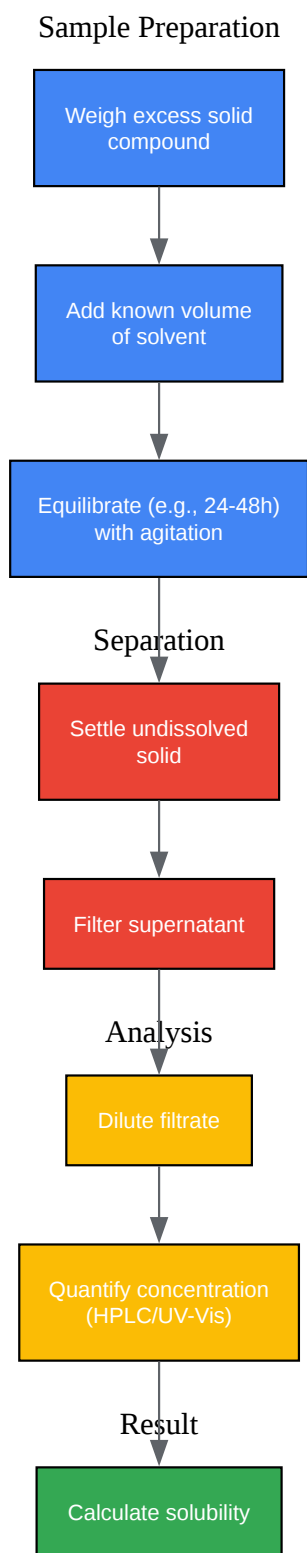 Sample Preparation
Weigh excess solid
compound
Add known volume
of solvent
Equilibrate (e.g., 24-48h)
with agitation
Separation
Settle undissolved
solid
Filter supernatant
Analysis
Dilute filtrate
Quantify concentration
(HPLC/UV-Vis)
Result
Calculate solubility